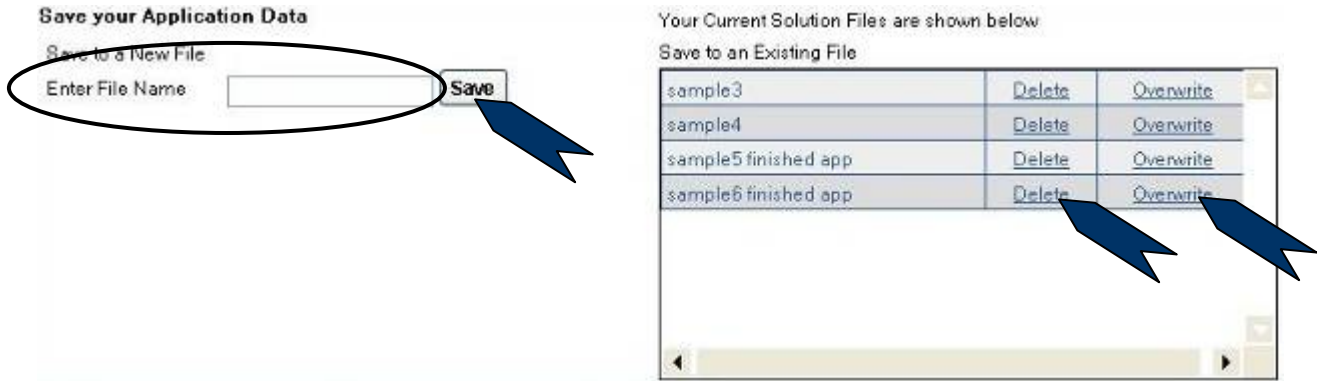 Save your Application Data
Save to a New File
Enter File Name Save
Your Current Solution Files are shown below
Save to an Existing File
sample3 Delete Overwrite
sample4 Delete Overwrite
sample5 finished app Delete Overwrite
sample6 finished app Delete Overwrite